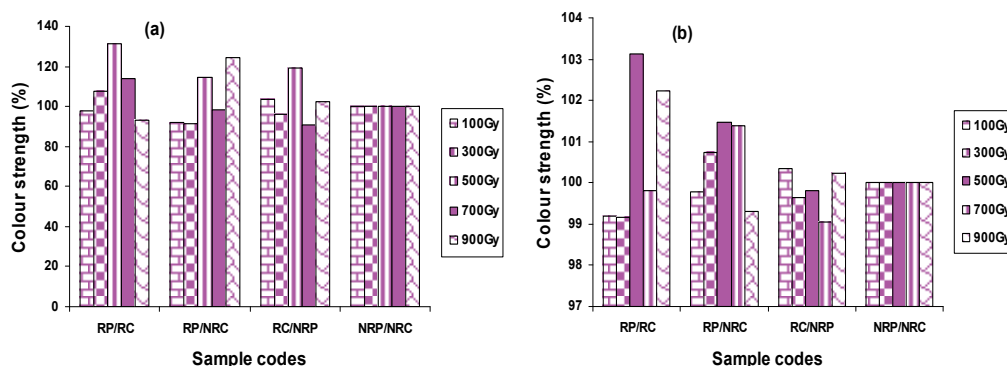 (a)
Colour strength (%)
140
120
100
80
60
40
20
0
RP/RC RP/NRC RC/NRP NRP/NRC
Sample codes
100Gy
300Gy
500Gy
700Gy
900Gy
(b)
Colour strength (%)
104
103
102
101
100
99
98
97
RP/RC RP/NRC RC/NRP NRP/NRC
Sample codes
100Gy
300Gy
500Gy
700Gy
900Gy